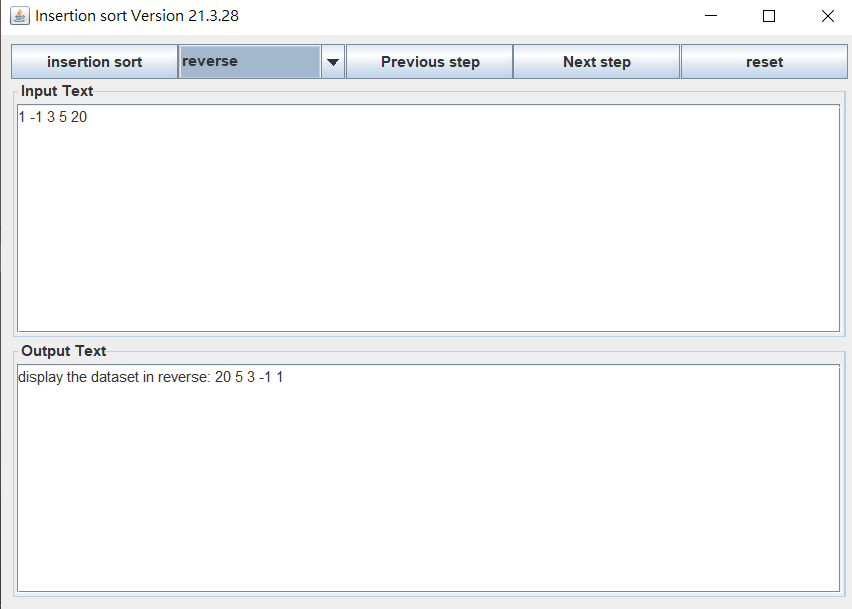 Insertion sort Version 21.3.28
insertion sort reverse Previous step Next step reset
Input Text
1 -1 3 5 20
Output Text
display the dataset in reverse: 20 5 3 -1 1